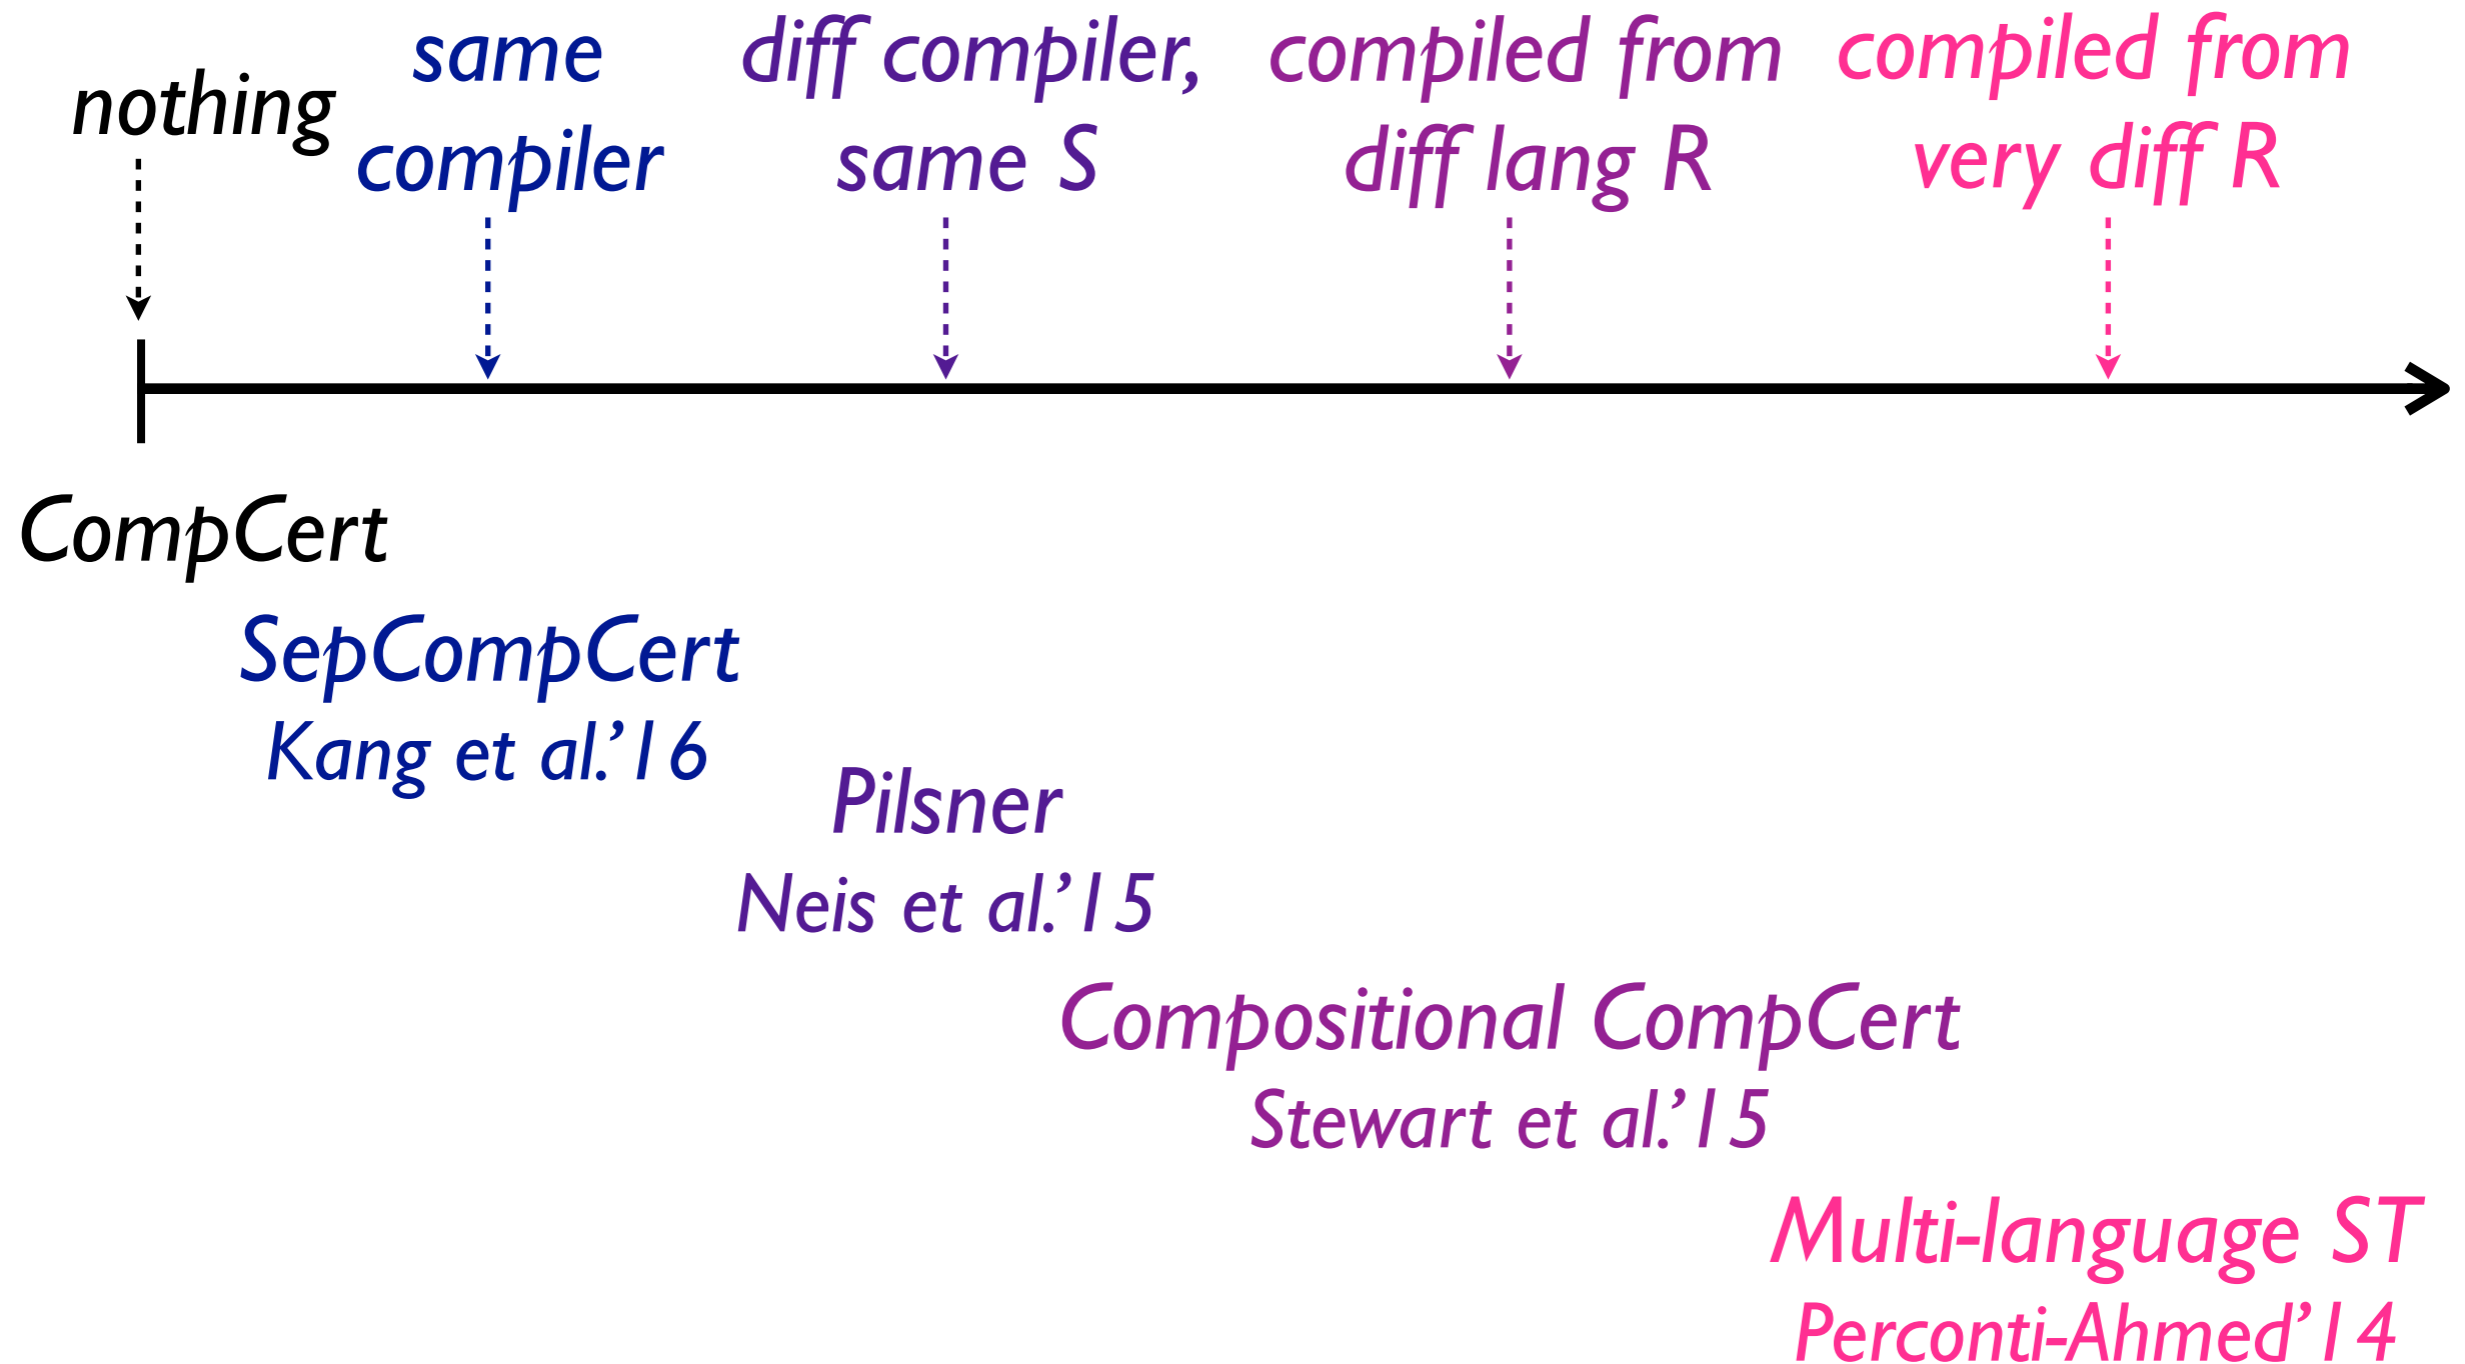 nothing
same
compiler
diff compiler,
same S
compiled from
diff lang R
compiled from
very diff R
CompCert
SepCompCert
Kang et al.’16
Pilsner
Neis et al.’15
Compositional CompCert
Stewart et al.’15
Multi-language ST
Perconti-Ahmed’14